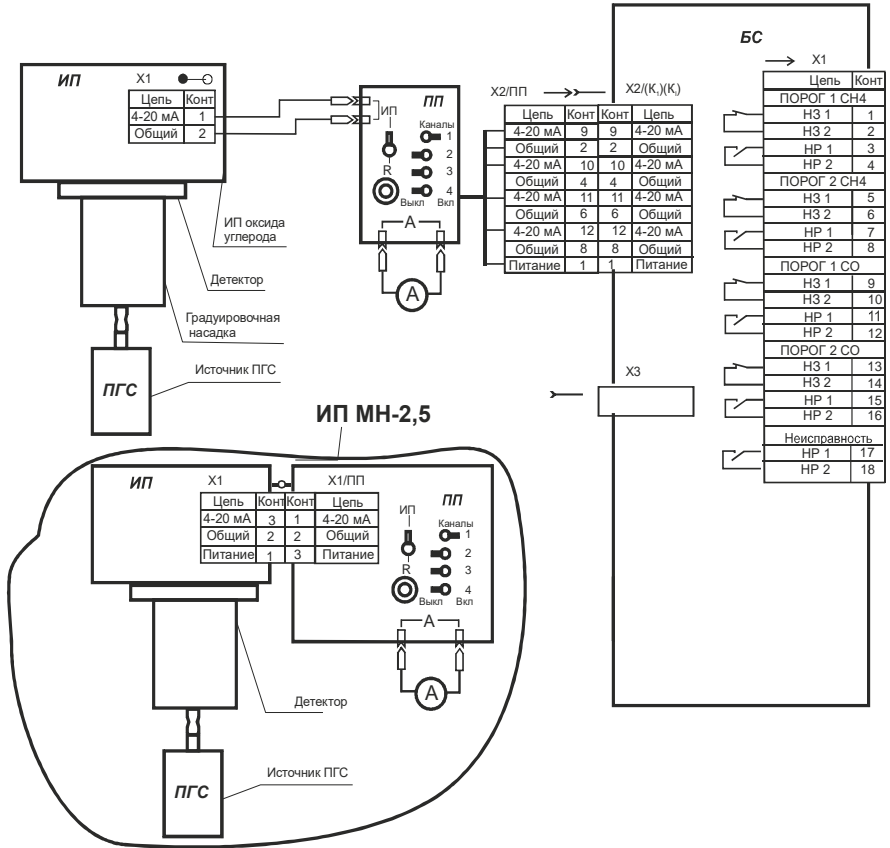 ИП
X1
Цепь Конт
4-20 мА 1
Общий 2
ИП оксида
углерода
Детектор
Градуировочная
насадка
Источник ПГС
ПГС
ПП
ИП
R
Каналы
1
2
3
4
Выкл Вкл
А
А
X2/ПП X2/(К₁)(К₁)
Цепь Конт Конт Цепь
4-20 мА 9 9 4-20 мА
Общий 2 2 Общий
4-20 мА 10 10 4-20 мА
Общий 4 4 Общий
4-20 мА 11 11 4-20 мА
Общий 6 6 Общий
4-20 мА 12 12 4-20 мА
Общий 8 8 Общий
Питание 1 1 Питание
X3
БС
X1
Цепь Конт
ПОРОГ 1 СН4
НЗ 1 1
НЗ 2 2
НР 1 3
НР 2 4
ПОРОГ 2 СН4
НЗ 1 5
НЗ 2 6
НР 1 7
НР 2 8
ПОРОГ 1 СО
НЗ 1 9
НЗ 2 10
НР 1 11
НР 2 12
ПОРОГ 2 СО
НЗ 1 13
НЗ 2 14
НР 1 15
НР 2 16
Неисправность
НР 1 17
НР 2 18
ИП МН-2,5
ИП
X1 X1/ПП
Цепь Конт Конт Цепь
4-20 мА 3 1 4-20 мА
Общий 2 2 Общий
Питание 1 3 Питание
ПП
ИП
R
Каналы
1
2
3
4
Выкл Вкл
А
А
Детектор
Источник ПГС
ПГС